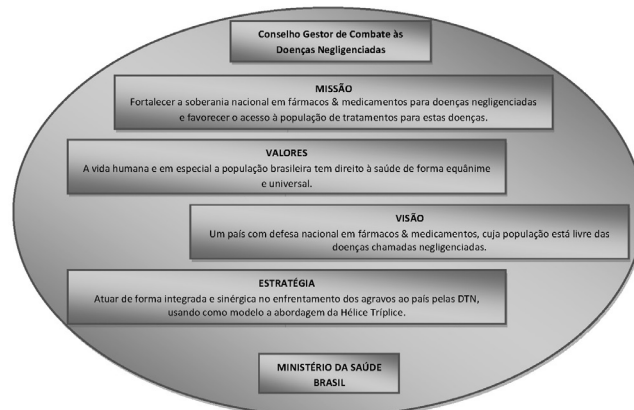 Conselho Gestor de Combate às
Doenças Negligenciadas
MISSÃO
Fortalecer a soberania nacional em fármacos & medicamentos para doenças negligenciadas
e favorecer o acesso à população de tratamentos para estas doenças.
VALORES
A vida humana e em especial a população brasileira tem direito à saúde de forma equânime
e universal.
VISÃO
Um país com defesa nacional em fármacos & medicamentos, cuja população está livre das
doenças chamadas negligenciadas.
ESTRATÉGIA
Atuar de forma integrada e sinérgica no enfrentamento dos agravos ao país pelas DTN,
usando como modelo a abordagem da Hélice Tríplice.
MINISTÉRIO DA SAÚDE
BRASIL